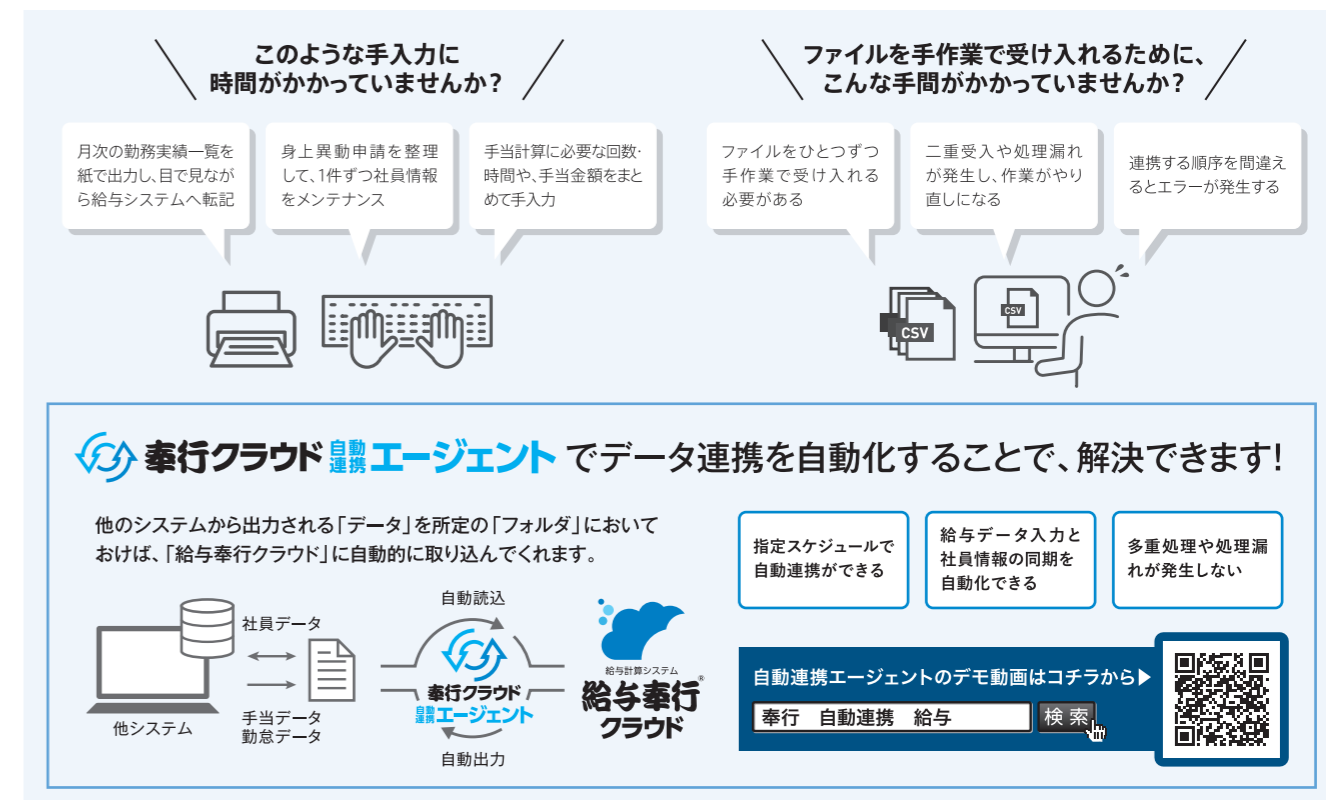 このような手入力に
時間がかかっていませんか?
ファイルを手作業で受け入れるために、
こんな手間がかかっていませんか?
月次の勤務実績一覧を
紙で出力し、目で見なが
ら給与システムへ転記
身上異動申請を整理
して、1件ずつ社員情報
をメンテナンス
手当計算に必要な回数・
時間や、手当金額をまと
めて手入力
ファイルをひとつずつ
手作業で受け入れる
必要がある
二重受入や処理漏れ
が発生し、作業がやり
直しになる
連携する順序を間違え
るとエラーが発生する
CSV
CSV
奉行クラウド 自動連携 エージェント でデータ連携を自動化することで、解決できます!
他のシステムから出力される「データ」を所定の「フォルダ」において
おけば、「給与奉行クラウド」に自動的に取り込んでくれます。
指定スケジュールで
自動連携ができる
給与データ入力と
社員情報の同期を
自動化できる
多重処理や処理漏
れが発生しない
他システム
社員データ
手当データ
勤怠データ
自動読込
奉行クラウド
自動連携 エージェント
自動出力
給与計算システム
給与奉行®
クラウド
自動連携エージェントのデモ動画はコチラから▶
奉行 自動連携 給与
検索